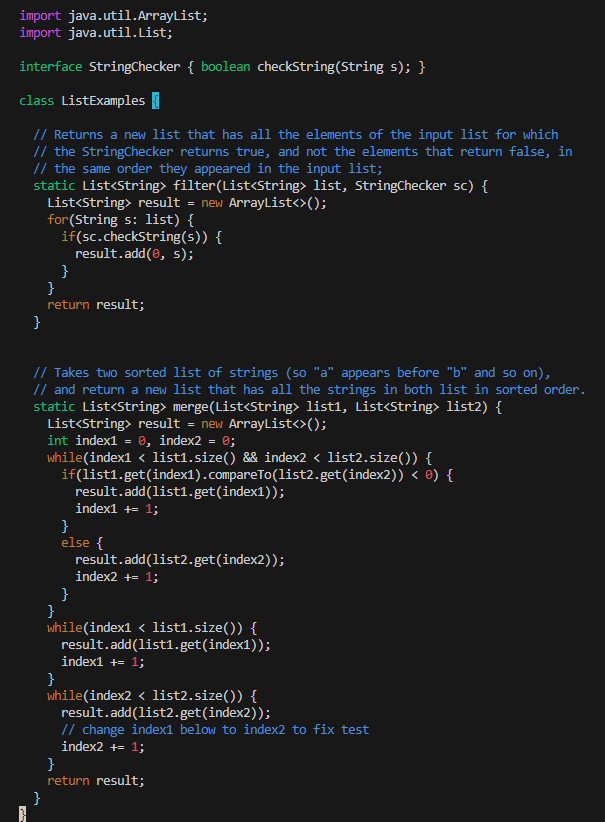 import java.util.ArrayList;
import java.util.List;

interface StringChecker { boolean checkString(String s); }

class ListExamples {

  // Returns a new list that has all the elements of the input list for which
  // the StringChecker returns true, and not the elements that return false, in
  // the same order they appeared in the input list;
  static List<String> filter(List<String> list, StringChecker sc) {
    List<String> result = new ArrayList<>();
    for(String s: list) {
      if(sc.checkString(s)) {
        result.add(0, s);
      }
    }
    return result;
  }


  // Takes two sorted list of strings (so "a" appears before "b" and so on),
  // and return a new list that has all the strings in both list in sorted order.
  static List<String> merge(List<String> list1, List<String> list2) {
    List<String> result = new ArrayList<>();
    int index1 = 0, index2 = 0;
    while(index1 < list1.size() && index2 < list2.size()) {
      if(list1.get(index1).compareTo(list2.get(index2)) < 0) {
        result.add(list1.get(index1));
        index1 += 1;
      }
      else {
        result.add(list2.get(index2));
        index2 += 1;
      }
    }
    while(index1 < list1.size()) {
      result.add(list1.get(index1));
      index1 += 1;
    }
    while(index2 < list2.size()) {
      result.add(list2.get(index2));
      // change index1 below to index2 to fix test
      index2 += 1;
    }
    return result;
  }
}